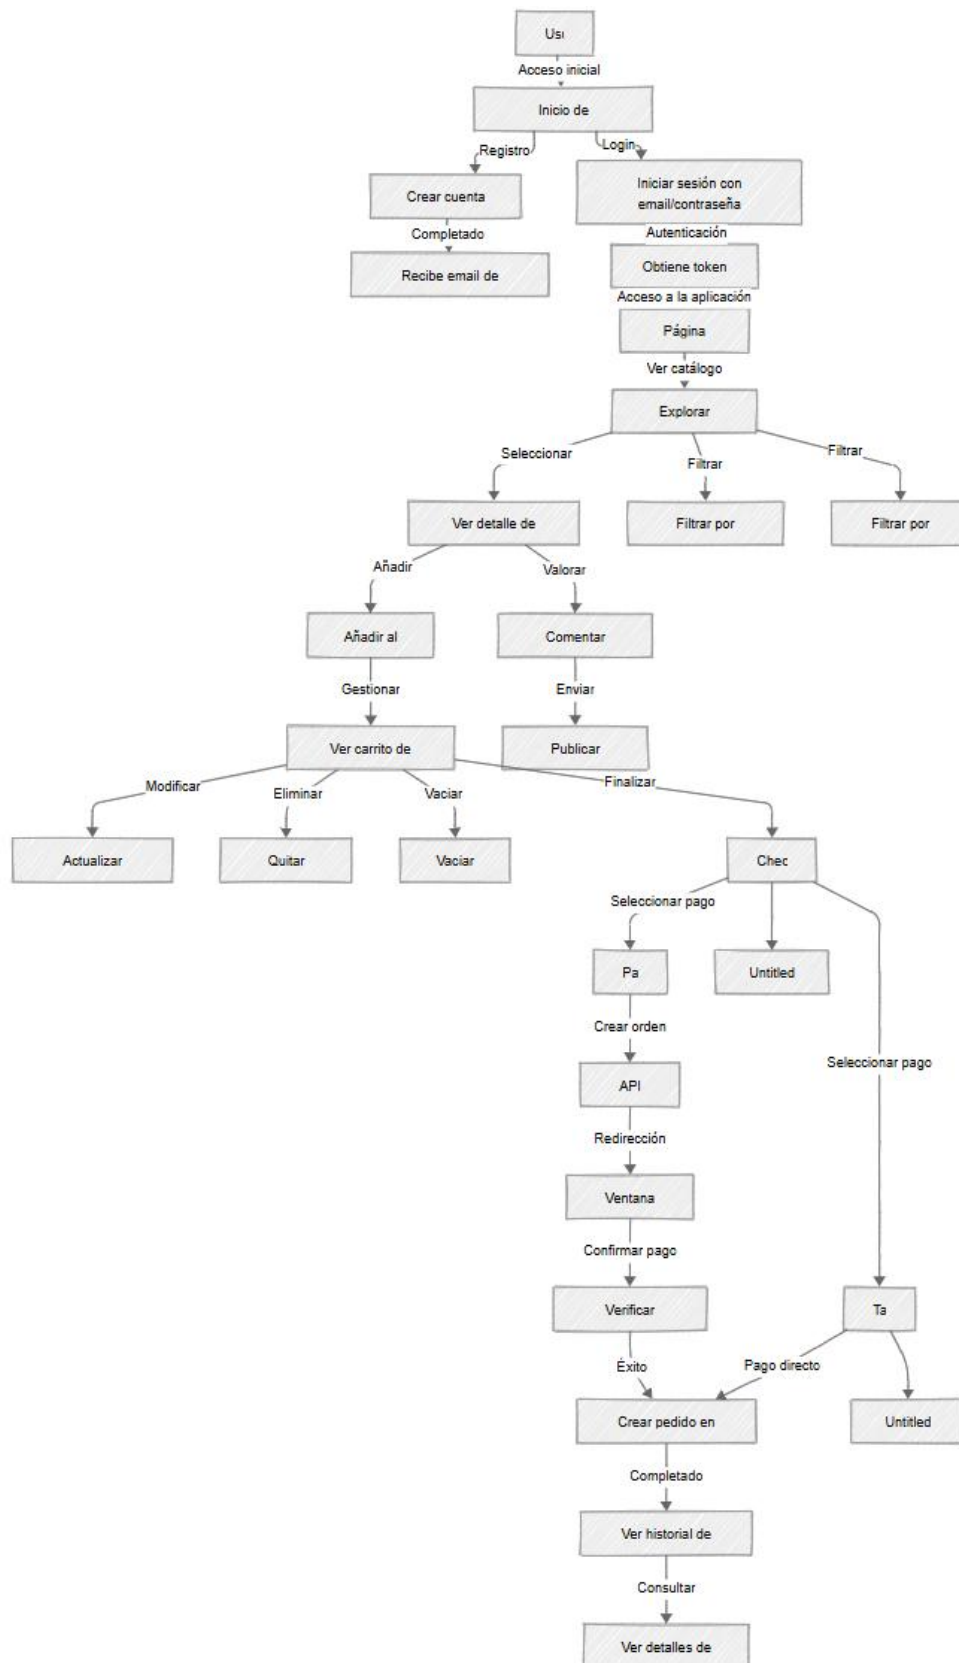 Usu
Acceso inicial
Inicio de
Registro
Login
Crear cuenta
Iniciar sesión con
email/contraseña
Completado
Autenticación
Recibe email de
Obtiene token
Acceso a la aplicación
Página
Ver catálogo
Explorar
Seleccionar
Filtrar
Filtrar
Ver detalle de
Filtrar por
Filtrar por
Añadir
Valorar
Añadir al
Comentar
Gestionar
Enviar
Ver carrito de
Publicar
Modificar
Eliminar
Vaciar
Finalizar
Actualizar
Quitar
Vaciar
Chec
Seleccionar pago
Pa
Untitled
Crear orden
Seleccionar pago
API
Redirección
Ventana
Confirmar pago
Verificar
Ta
Éxito
Pago directo
Crear pedido en
Untitled
Completado
Ver historial de
Consultar
Ver detalles de